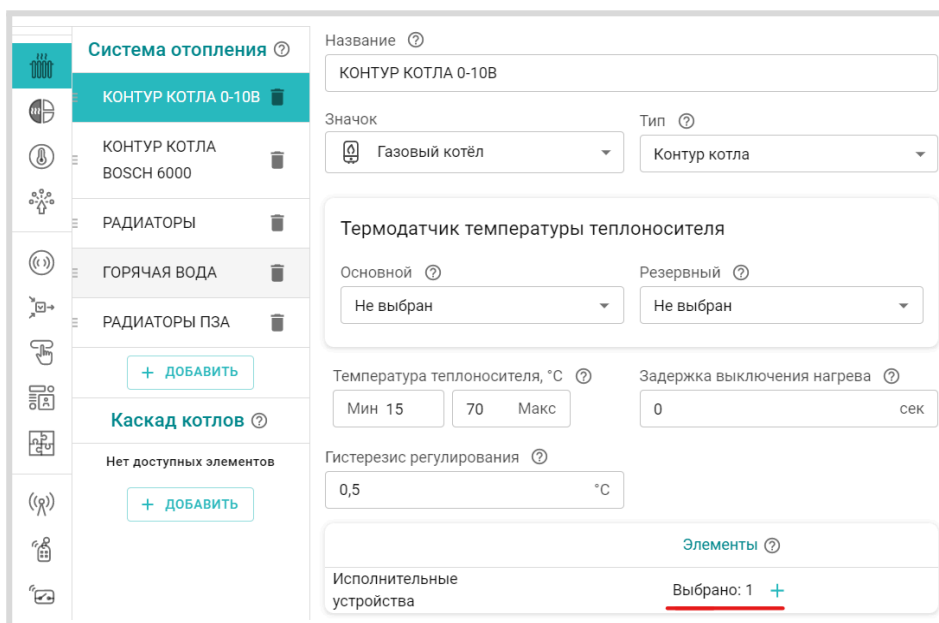 Система отопления
КОНТУР КОТЛА 0-10В
КОНТУР КОТЛА
BOSCH 6000
РАДИАТОРЫ
ГОРЯЧАЯ ВОДА
РАДИАТОРЫ ПЗА
+ ДОБАВИТЬ
Каскад котлов
Нет доступных элементов
+ ДОБАВИТЬ
Название
КОНТУР КОТЛА 0-10В
Значок
Газовый котёл
Тип
Контур котла
Термодатчик температуры теплоносителя
Основной
Не выбран
Резервный
Не выбран
Температура теплоносителя, °C
Мин 15
70 Макс
Задержка выключения нагрева
0 сек
Гистерезис регулирования
0,5 °C
Элементы
Исполнительные
устройства
Выбрано: 1 +